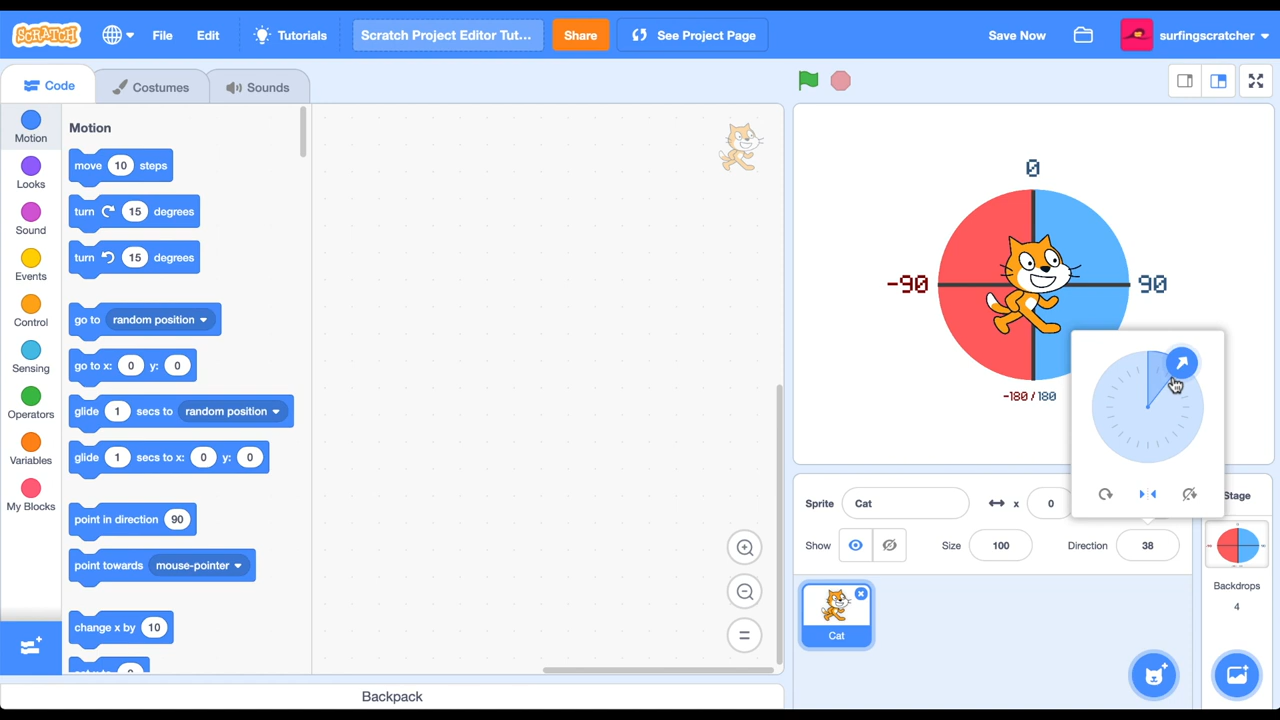 SCRATCH File Edit Tutorials Scratch Project Editor Tut... Share See Project Page Save Now surfingscratcher
Code Costumes Sounds
Motion
Looks
Sound
Events
Control
Sensing
Operators
Variables
My Blocks
Motion
move 10 steps
turn 15 degrees
turn 15 degrees
go to random position
go to x: 0 y: 0
glide 1 secs to random position
glide 1 secs to x: 0 y: 0
point in direction 90
point towards mouse-pointer
change x by 10
Backpack
0
-90 90
-180 / 180
Sprite Cat x 0
Show Size 100 Direction 38
Cat
Stage
Backdrops
4